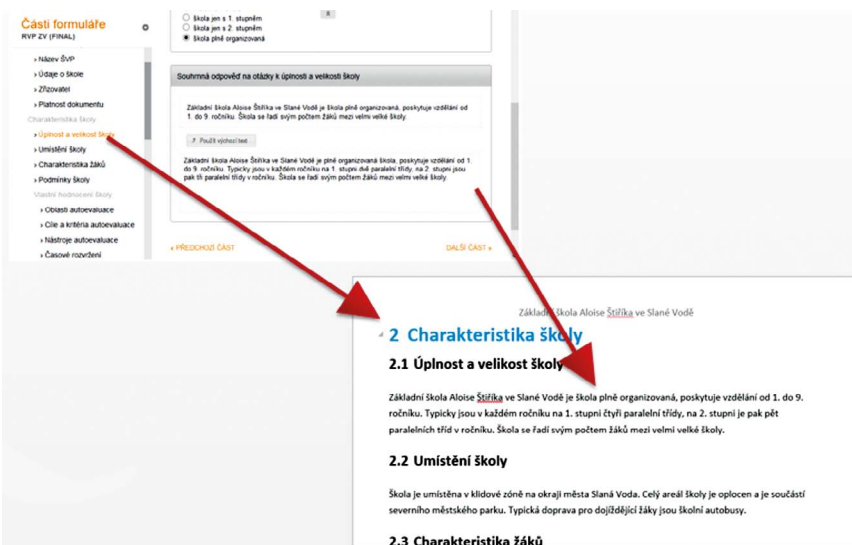 Části formuláře
RVP ZV (FINAL)
› Název ŠVP
› Údaje o škole
› Zřizovatel
› Platnost dokumentu
Charakteristika školy
› Úplnost a velikost školy
› Umístění školy
› Charakteristika žáků
› Podmínky školy
Vlastní hodnocení školy
› Oblasti autoevaluace
› Cíle a kritéria autoevaluace
› Nástroje autoevaluace
› Časové rozvržení
škola jen s 1. stupněm
škola jen s 2. stupněm
škola plně organizovaná
Souhrnná odpověď na otázky k úplnosti a velikosti školy
Základní škola Aloise Štiříka ve Slané Vodě je škola plně organizovaná, poskytuje vzdělání od
1. do 9. ročníku. Škola se řadí svým počtem žáků mezi velmi velké školy.
Použít výchozí text
Základní škola Aloise Štiříka ve Slané Vodě je plně organizovaná škola, poskytuje vzdělání od 1.
do 9. ročníku. Typicky jsou v každém ročníku na 1. stupni dvě paralelní třídy, na 2. stupni jsou
pak tři paralelní třídy v ročníku. Škola se řadí svým počtem žáků mezi velmi velké školy.
« PŘEDCHOZÍ ČÁST
DALŠÍ ČÁST »
Základní škola Aloise Štiříka ve Slané Vodě
2 Charakteristika školy
2.1 Úplnost a velikost školy
Základní škola Aloise Štiříka ve Slané Vodě je škola plně organizovaná, poskytuje vzdělání od 1. do 9.
ročníku. Typicky jsou v každém ročníku na 1. stupni čtyři paralelní třídy, na 2. stupni je pak pět
paralelních tříd v ročníku. Škola se řadí svým počtem žáků mezi velmi velké školy.
2.2 Umístění školy
Škola je umístěna v klidové zóně na okraji města Slaná Voda. Celý areál školy je oplocen a je součástí
severního městského parku. Typická doprava pro dojíždějící žáky jsou školní autobusy.
2.3 Charakteristika žáků